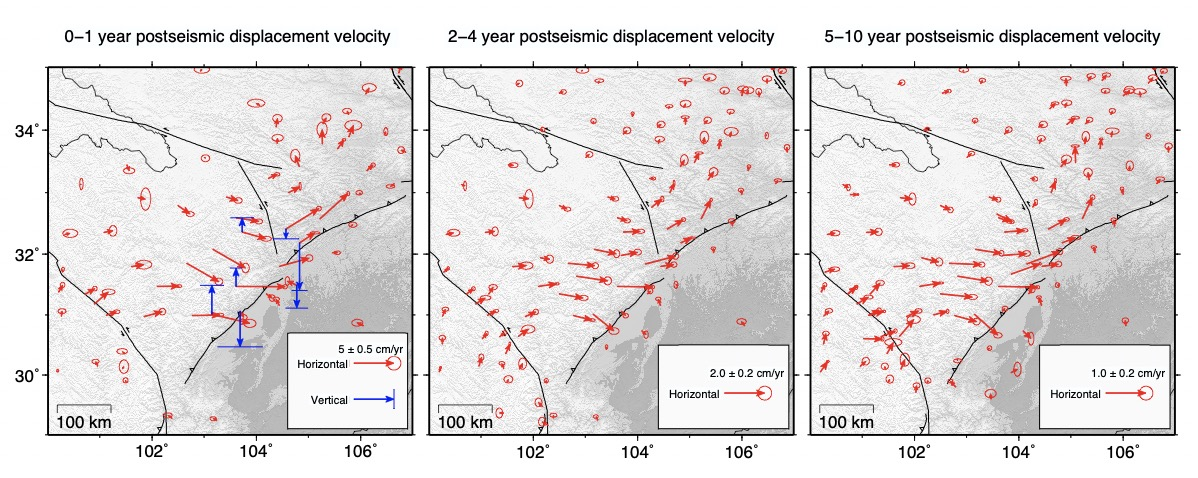 0–1 year postseismic displacement velocity
2–4 year postseismic displacement velocity
5–10 year postseismic displacement velocity
34˚
32˚
30˚
5 ± 0.5 cm/yr
Horizontal
Vertical
100 km
2.0 ± 0.2 cm/yr
Horizontal
100 km
1.0 ± 0.2 cm/yr
Horizontal
100 km
102˚ 104˚ 106˚
102˚ 104˚ 106˚
102˚ 104˚ 106˚